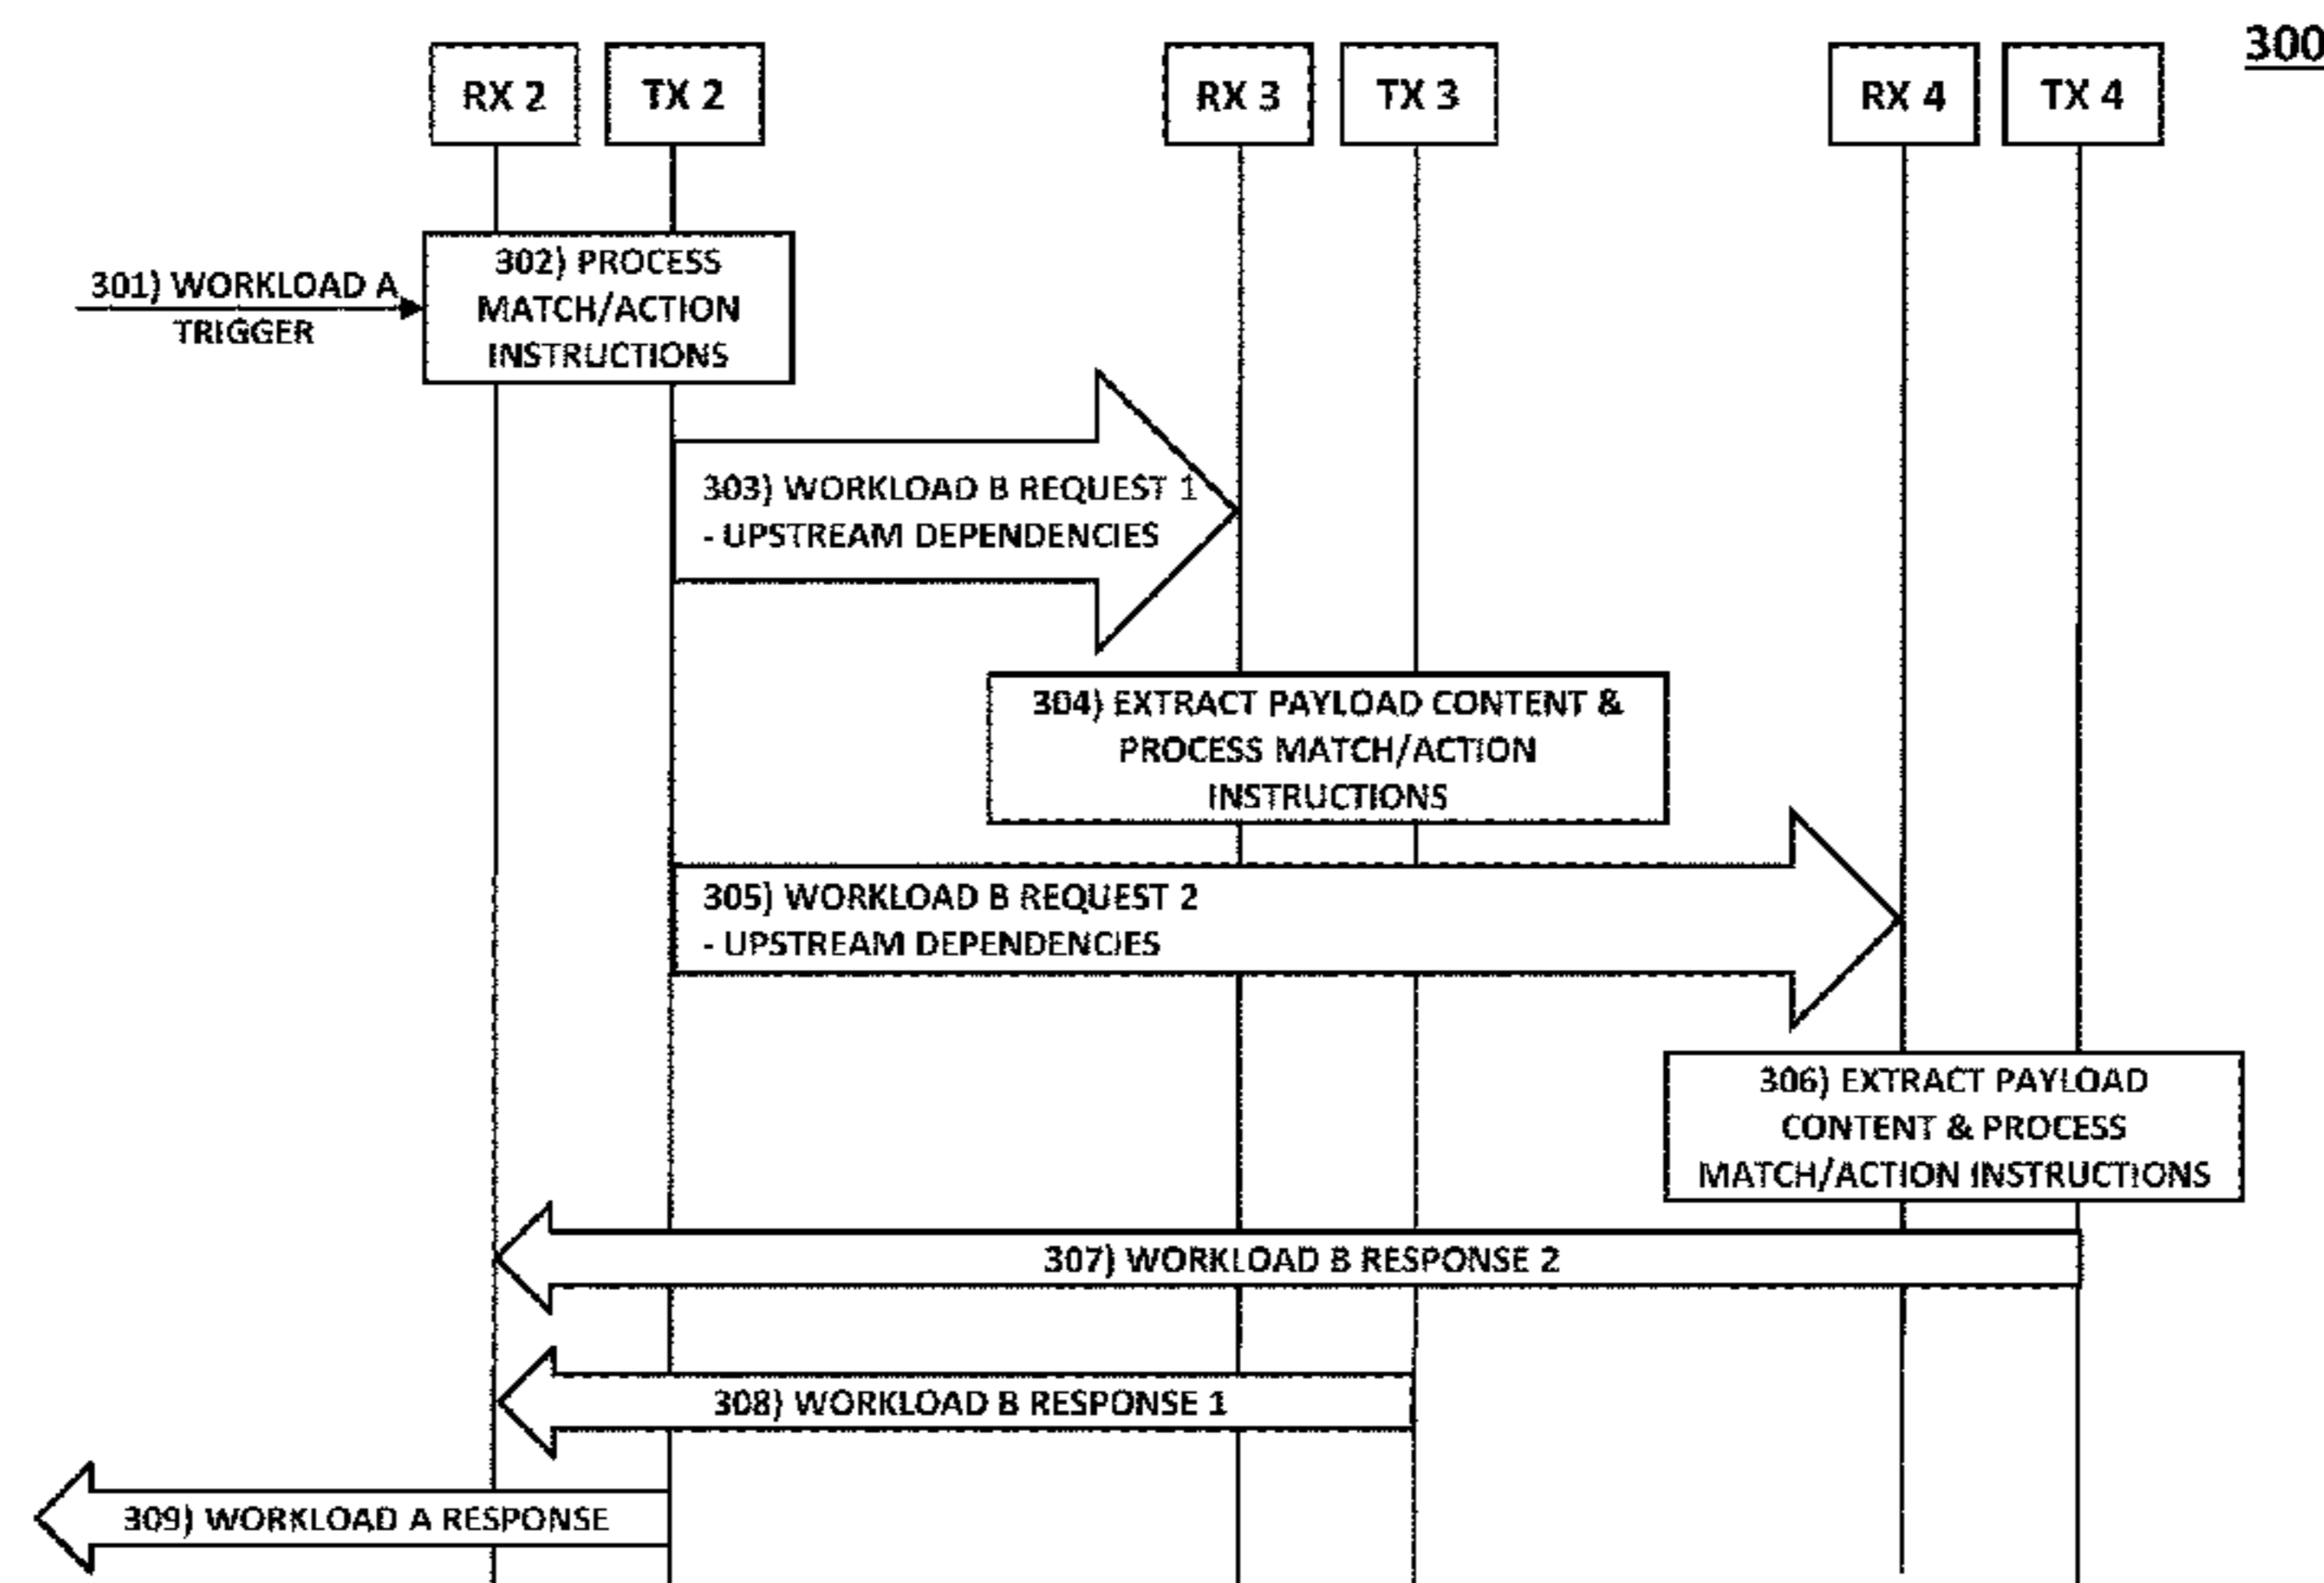 300
RX 2
TX 2
RX 3
TX 3
RX 4
TX 4
301) WORKLOAD A
TRIGGER
302) PROCESS
MATCH/ACTION
INSTRUCTIONS
303) WORKLOAD B REQUEST 1
- UPSTREAM DEPENDENCIES
304) EXTRACT PAYLOAD CONTENT &
PROCESS MATCH/ACTION
INSTRUCTIONS
305) WORKLOAD B REQUEST 2
- UPSTREAM DEPENDENCIES
306) EXTRACT PAYLOAD
CONTENT & PROCESS
MATCH/ACTION INSTRUCTIONS
307) WORKLOAD B RESPONSE 2
308) WORKLOAD B RESPONSE 1
309) WORKLOAD A RESPONSE